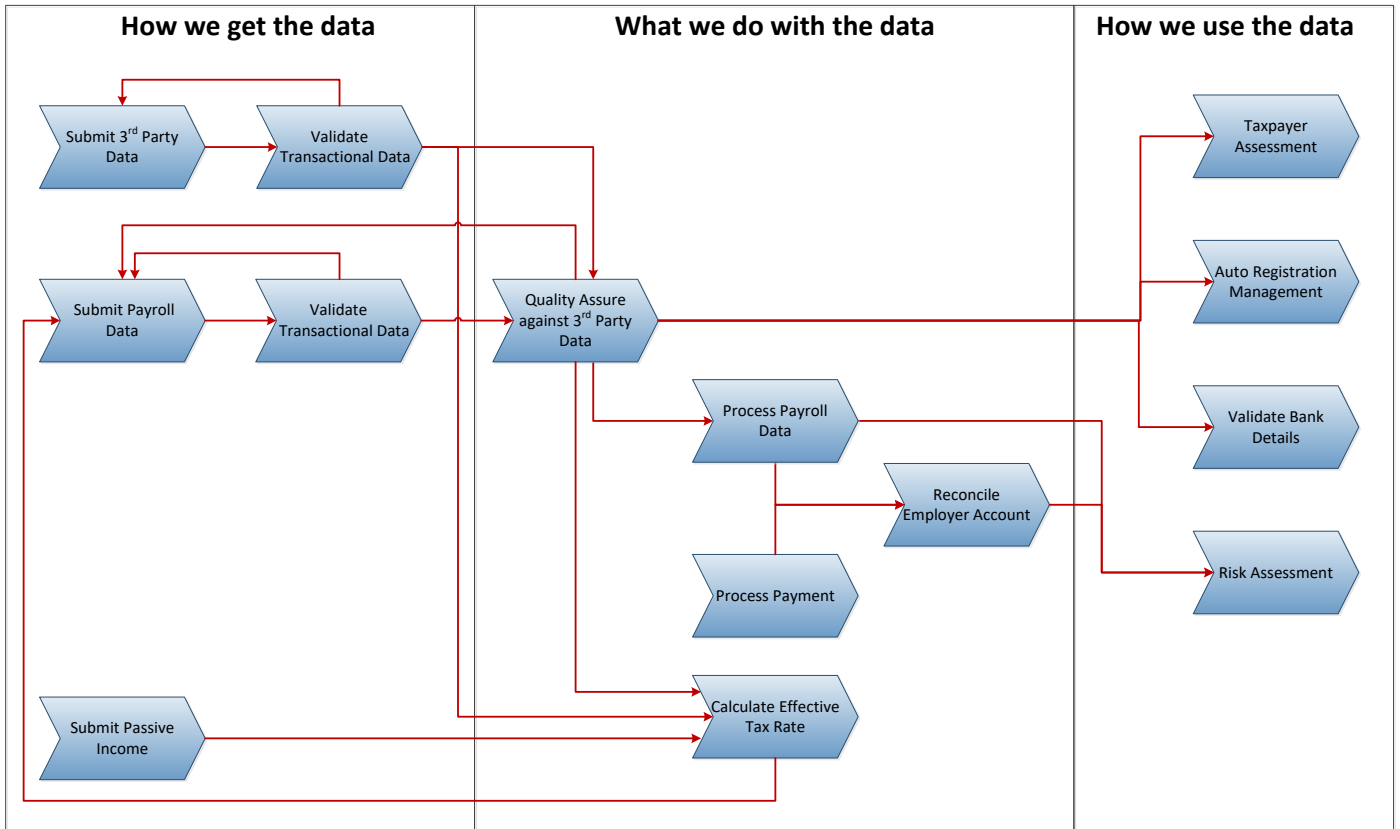 How we get the data
What we do with the data
How we use the data
Submit 3rd Party
Data
Validate
Transactional Data
Taxpayer
Assessment
Submit Payroll
Data
Validate
Transactional Data
Quality Assure
against 3rd Party
Data
Auto Registration
Management
Process Payroll
Data
Validate Bank
Details
Reconcile
Employer Account
Process Payment
Risk Assessment
Submit Passive
Income
Calculate Effective
Tax Rate